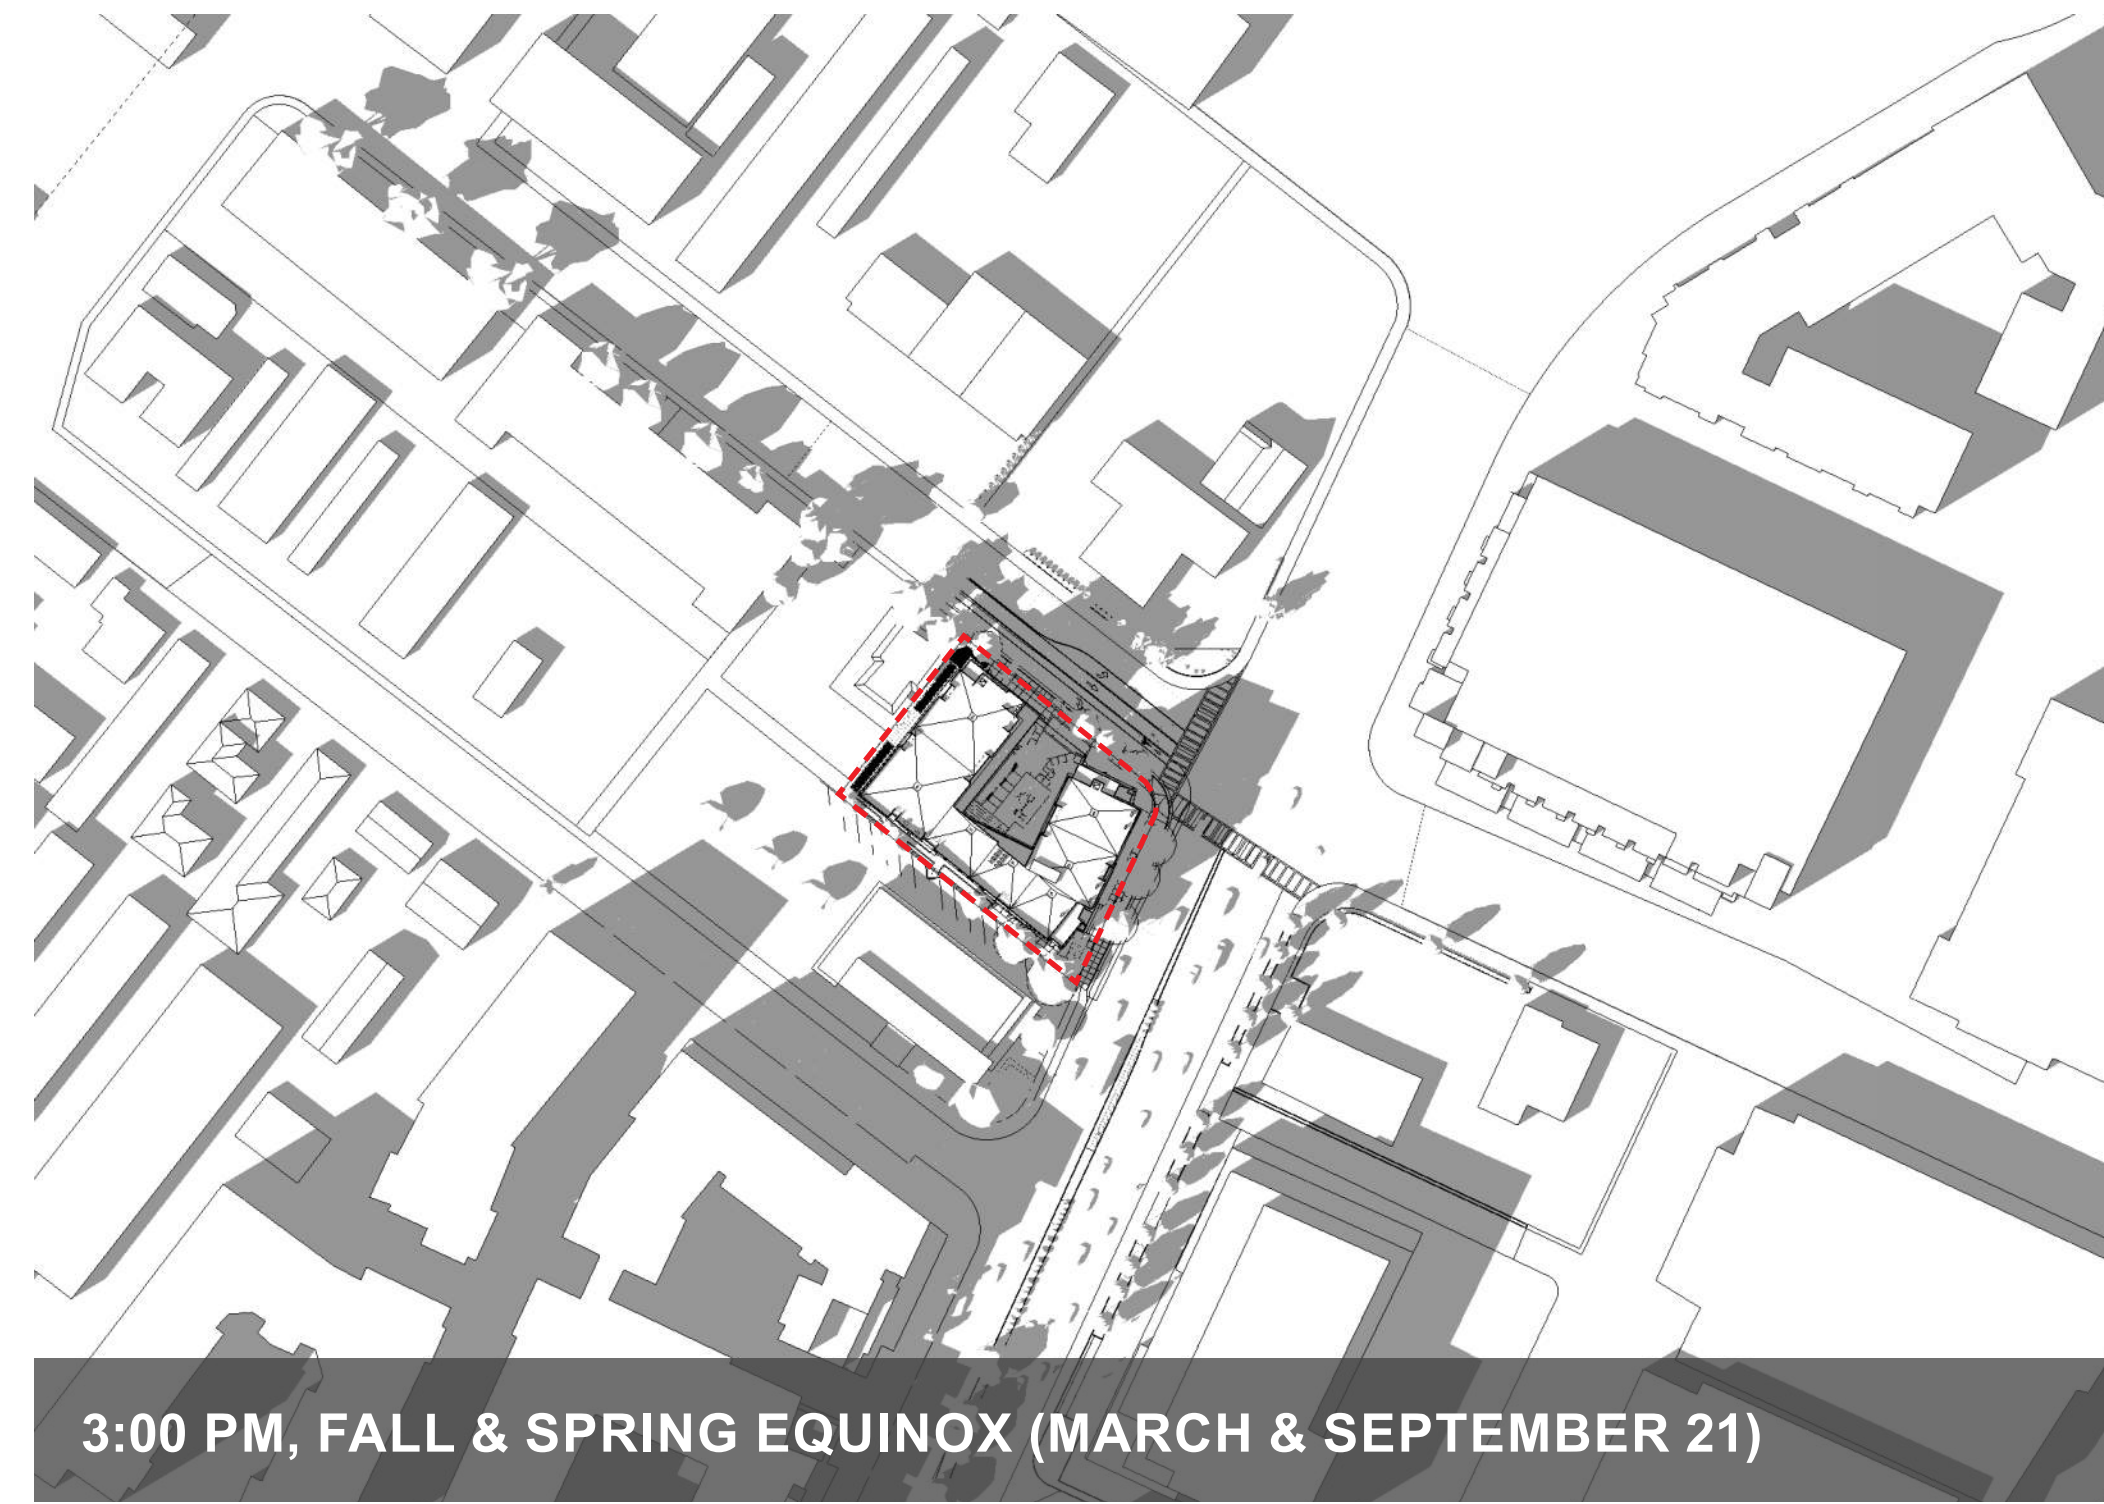 3:00 PM, FALL & SPRING EQUINOX (MARCH & SEPTEMBER 21)